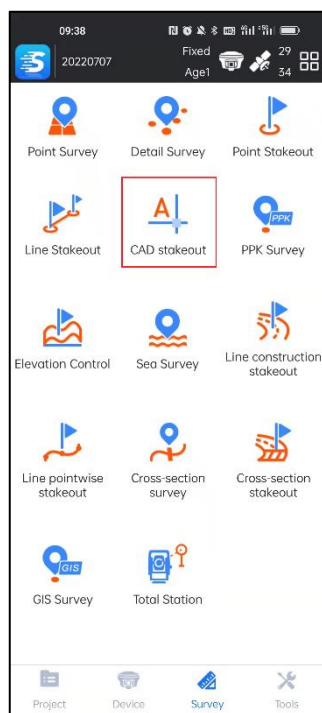 09:38
20220707
Fixed
Age1
29
34
Point Survey
Detail Survey
Point Stakeout
Line Stakeout
A
CAD stakeout
PPK
PPK Survey
Elevation Control
Sea Survey
Line construction
stakeout
Line pointwise
stakeout
Cross-section
survey
Cross-section
stakeout
GIS
GIS Survey
Total Station
Project
Device
Survey
Tools